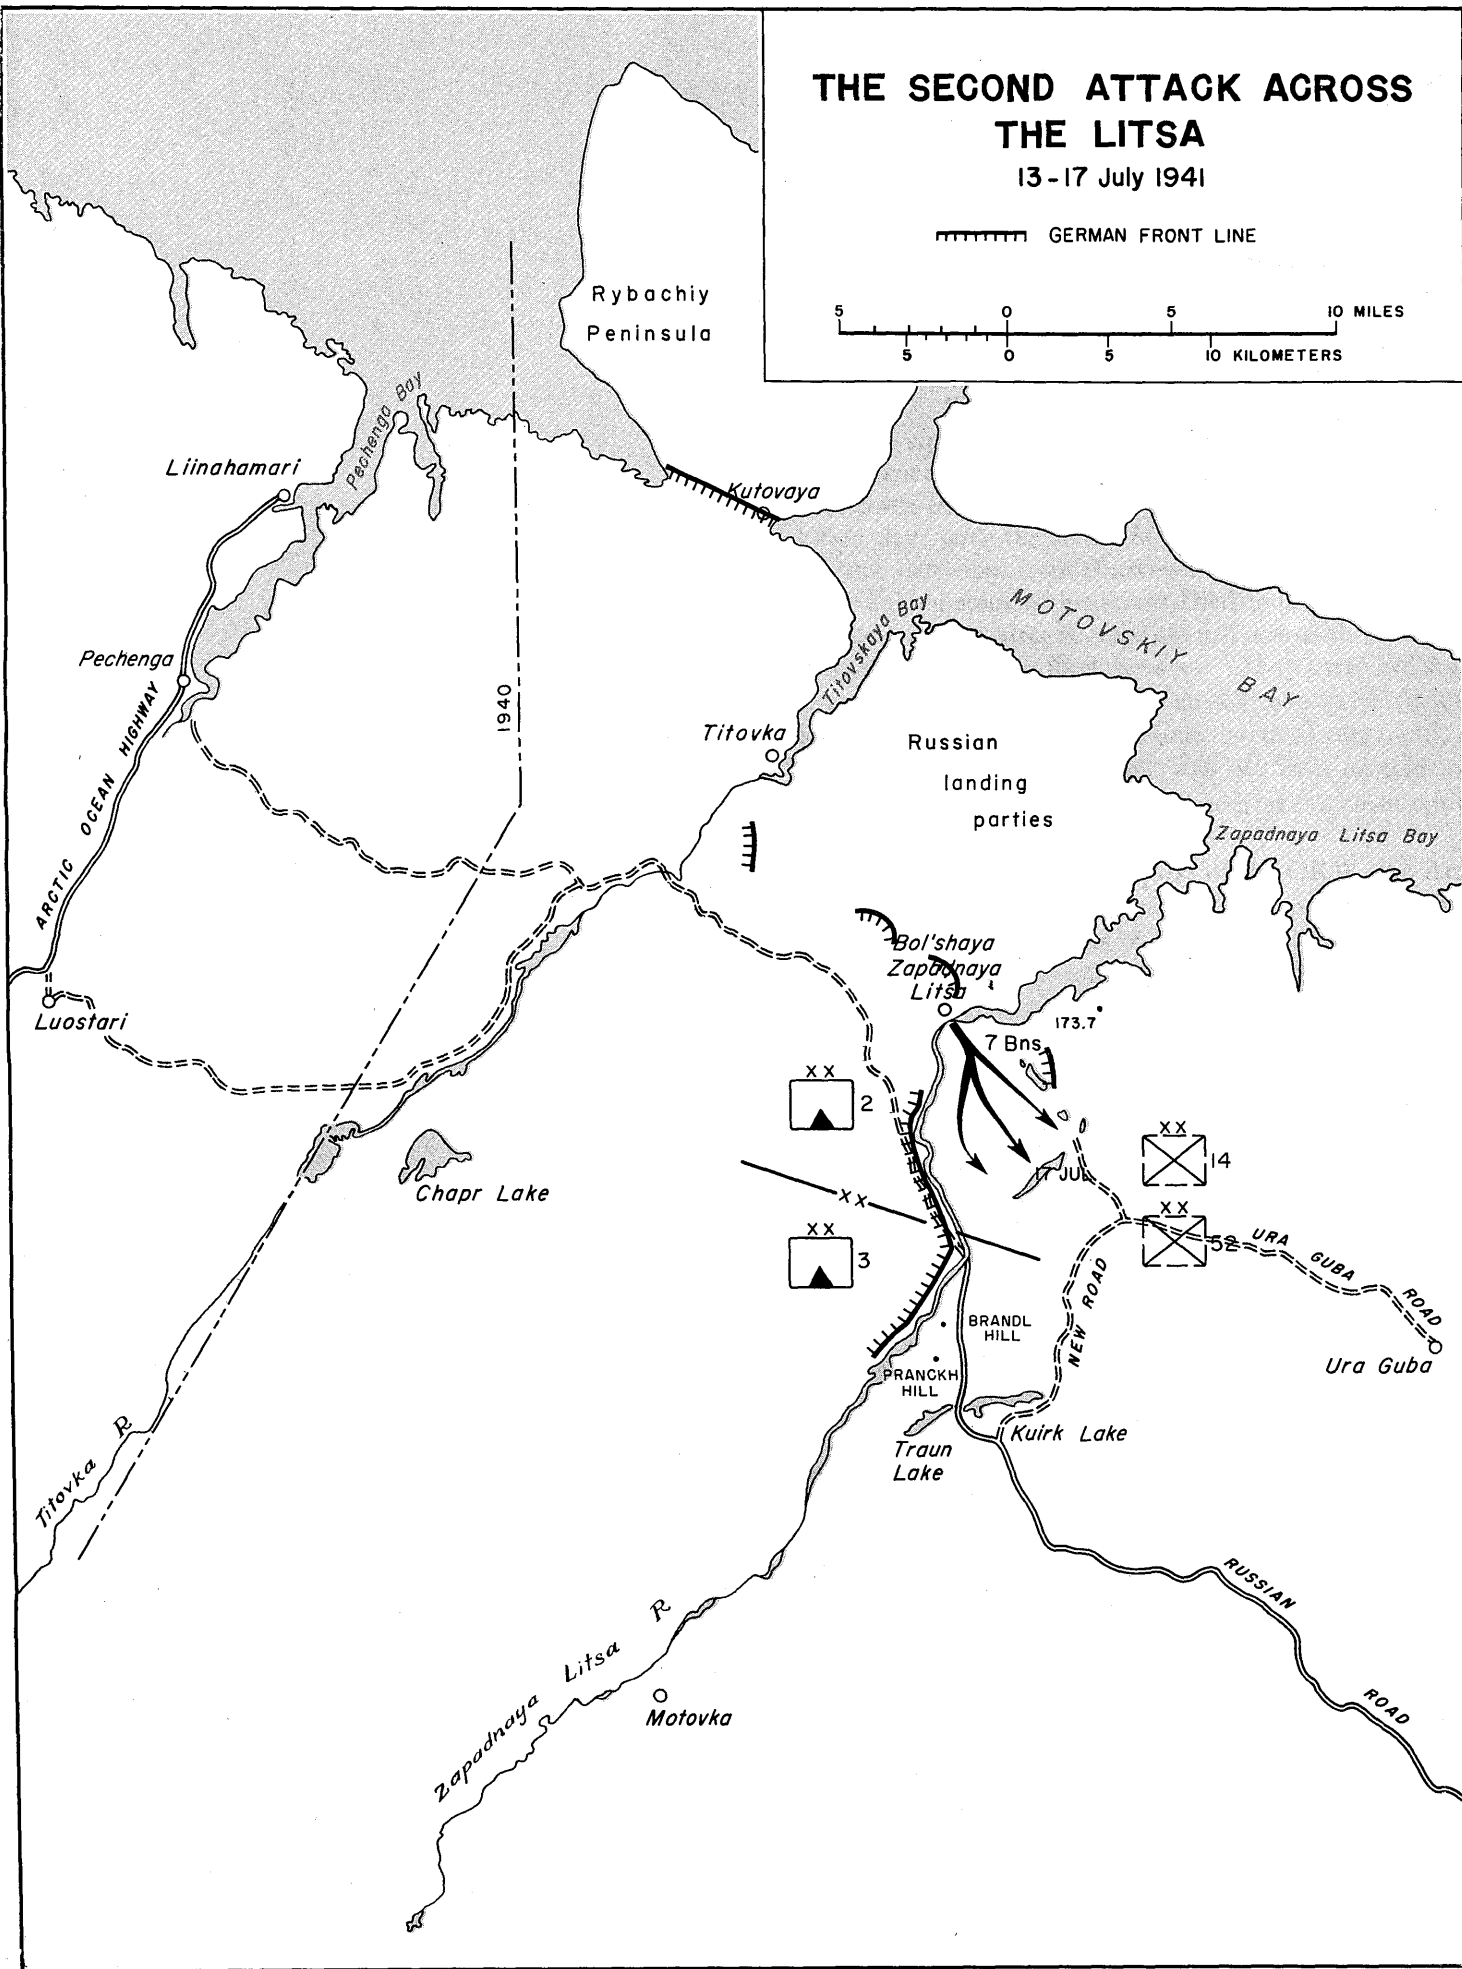 THE SECOND ATTACK ACROSS
THE LITSA
13-17 July 1941
GERMAN FRONT LINE
5 0 5 10 MILES
5 0 5 10 KILOMETERS
Rybachiy
Peninsula
Pechenga Bay
Liinahamari
Kutovaya
MOTOVSKIY BAY
Titovskaya Bay
Pechenga
1940
ARCTIC OCEAN HIGHWAY
Titovka
Russian
landing
parties
Zapadnaya Litsa Bay
Bol'shaya
Zapadnaya
Litsa
Luostari
173.7
7 Bns
XX
2
XX
14
17 JUL
Chapr Lake
XX
XX
3
XX
52
URA GUBA ROAD
NEW ROAD
BRANDL
HILL
Ura Guba
PRANCKH
HILL
Kuirk Lake
Traun
Lake
Titovka R
RUSSIAN ROAD
Zapadnaya Litsa R
Motovka